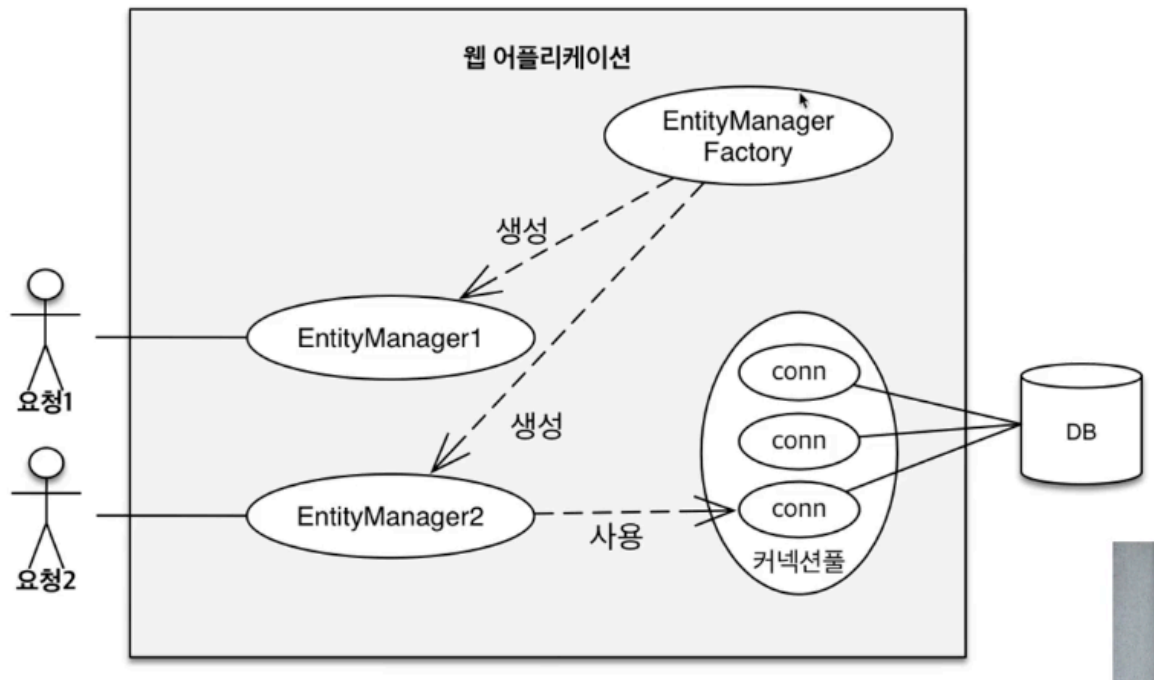 웹 어플리케이션
EntityManager
Factory
생성
EntityManager1
요청1
conn
conn
conn
커넥션풀
DB
생성
EntityManager2
사용
요청2